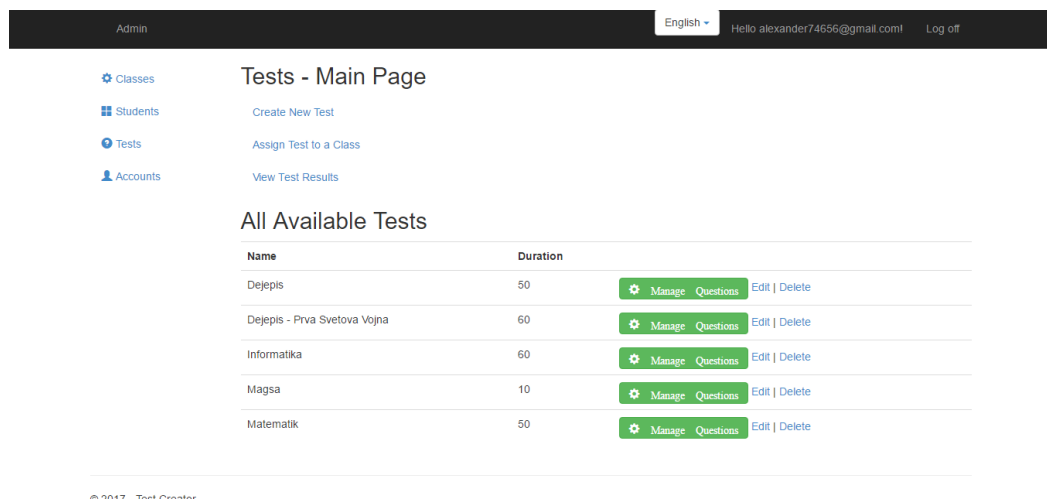 Admin English Hello alexander74656@gmail.com! Log off
Classes
Students
Tests
Accounts
Tests - Main Page
Create New Test
Assign Test to a Class
View Test Results
All Available Tests
Name Duration
Dejepis 50 Manage Questions Edit | Delete
Dejepis - Prva Svetova Vojna 60 Manage Questions Edit | Delete
Informatika 60 Manage Questions Edit | Delete
Magsa 10 Manage Questions Edit | Delete
Matematik 50 Manage Questions Edit | Delete
© 2017 - Test Creator